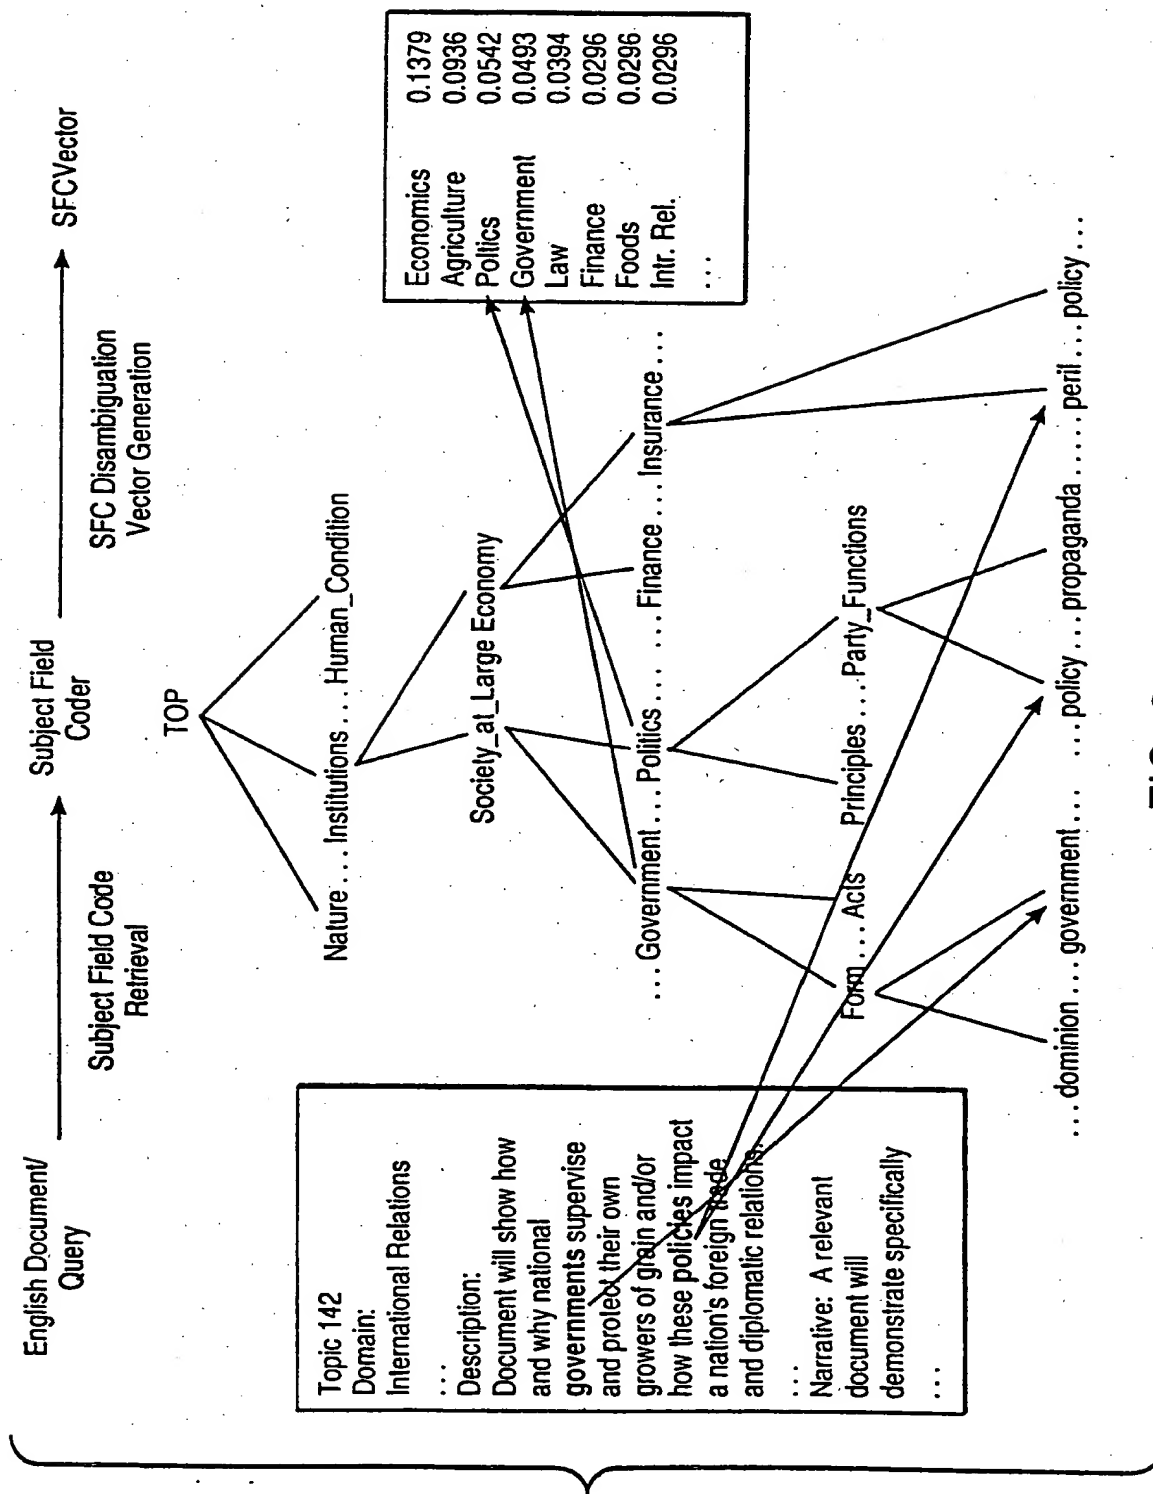 English Document/
Query
Subject Field Code
Retrieval
Subject Field
Coder
SFC Disambiguation
Vector Generation
SFCVector
TOP
Nature ... Institutions ... Human_Condition
Society_at_Large Economy
... Government .... Politics .... .... Finance .... Insurance ...
Form .... Acts Principles .... Party_Functions
... dominion ... government ... ... policy ... propaganda ..... peril ... policy ...
Topic 142
Domain:
International Relations
...
Description:
Document will show how
and why national
governments supervise
and protect their own
growers of grain and/or
how these policies impact
a nation's foreign trade
and diplomatic relations.
...
Narrative: A relevant
document will
demonstrate specifically
...
Economics 0.1379
Agriculture 0.0936
Poltics 0.0542
Government 0.0493
Law 0.0394
Finance 0.0296
Foods 0.0296
Intr. Rel. 0.0296
...